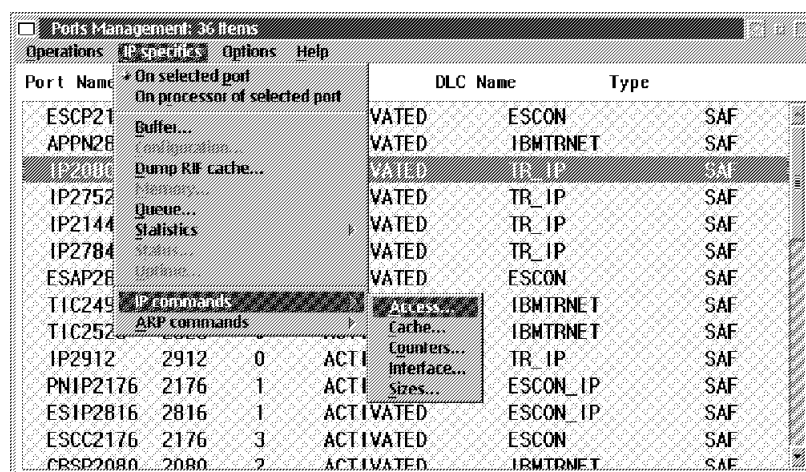 Ports Management: 36 items
Operations IP specifics Options Help
Port Name DLC Name Type
On selected port
On processor of selected port
Buffer...
Configuration...
Dump RIF cache...
Memory...
Queue...
Statistics
Status...
Uptime...
IP commands
ARP commands
Access...
Cache...
Counters...
Interface...
Sizes...
ESCP21 VATED ESCON SAF
APPN28 VATED IBMTRNET SAF
IP2080 VATED TR_IP SAF
IP2752 VATED TR_IP SAF
IP2144 VATED TR_IP SAF
IP2784 VATED TR_IP SAF
ESAP28 VATED ESCON SAF
TIC249 IBMTRNET SAF
TIC252 IBMTRNET SAF
IP2912 2912 0 ACTI TR_IP SAF
PNIP2176 2176 1 ACTI ESCON_IP SAF
ESIP2816 2816 1 ACTIVATED ESCON_IP SAF
ESCC2176 2176 3 ACTIVATED ESCON SAF
CBSP2080 2080 2 ACTIVATED IBMTRNET SAF